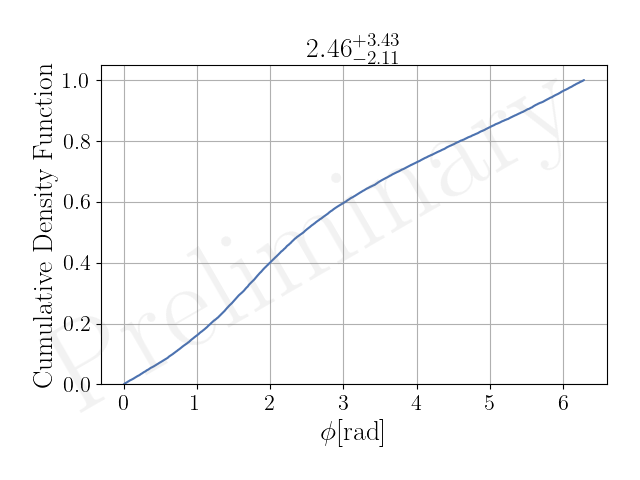 2.46^{+3.43}_{-2.11}
Cumulative Density Function
1.0
0.8
0.6
0.4
0.2
0.0
0 1 2 3 4 5 6
ϕ[rad]
Preliminary